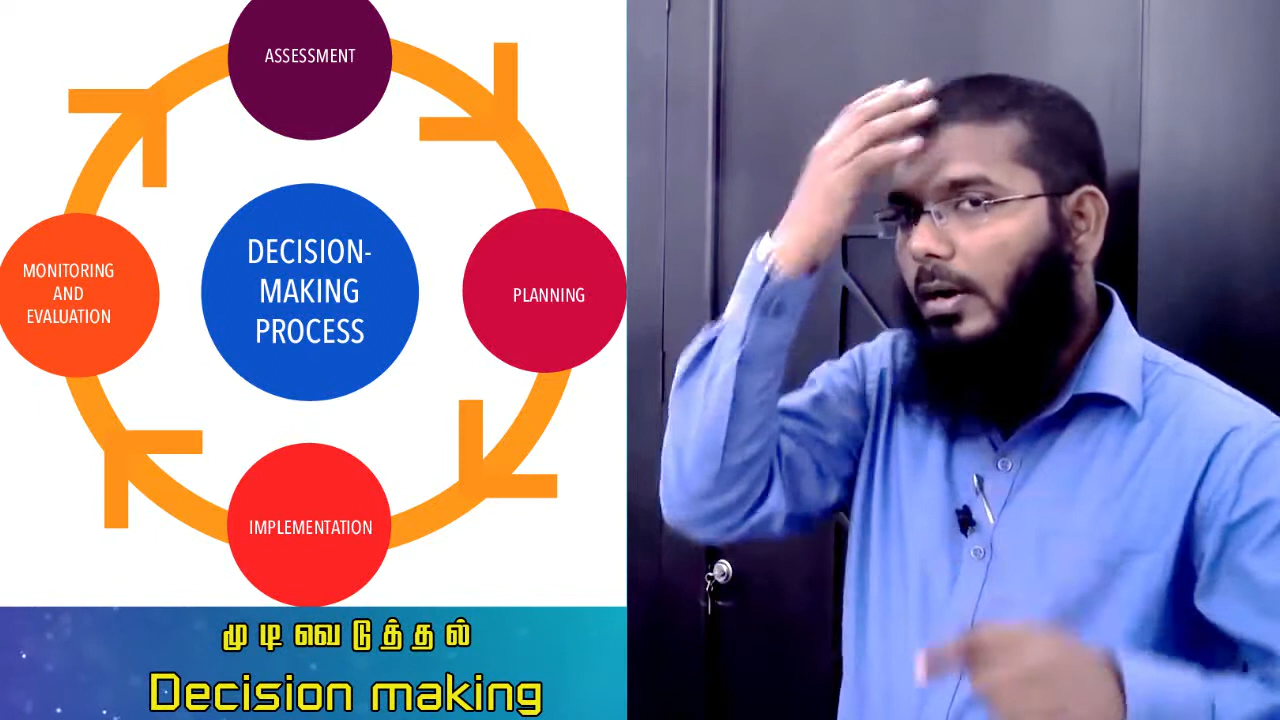 ASSESSMENT
DECISION-
MAKING
PROCESS
MONITORING
AND
EVALUATION
PLANNING
IMPLEMENTATION
முடிவெடுத்தல்
Decision making